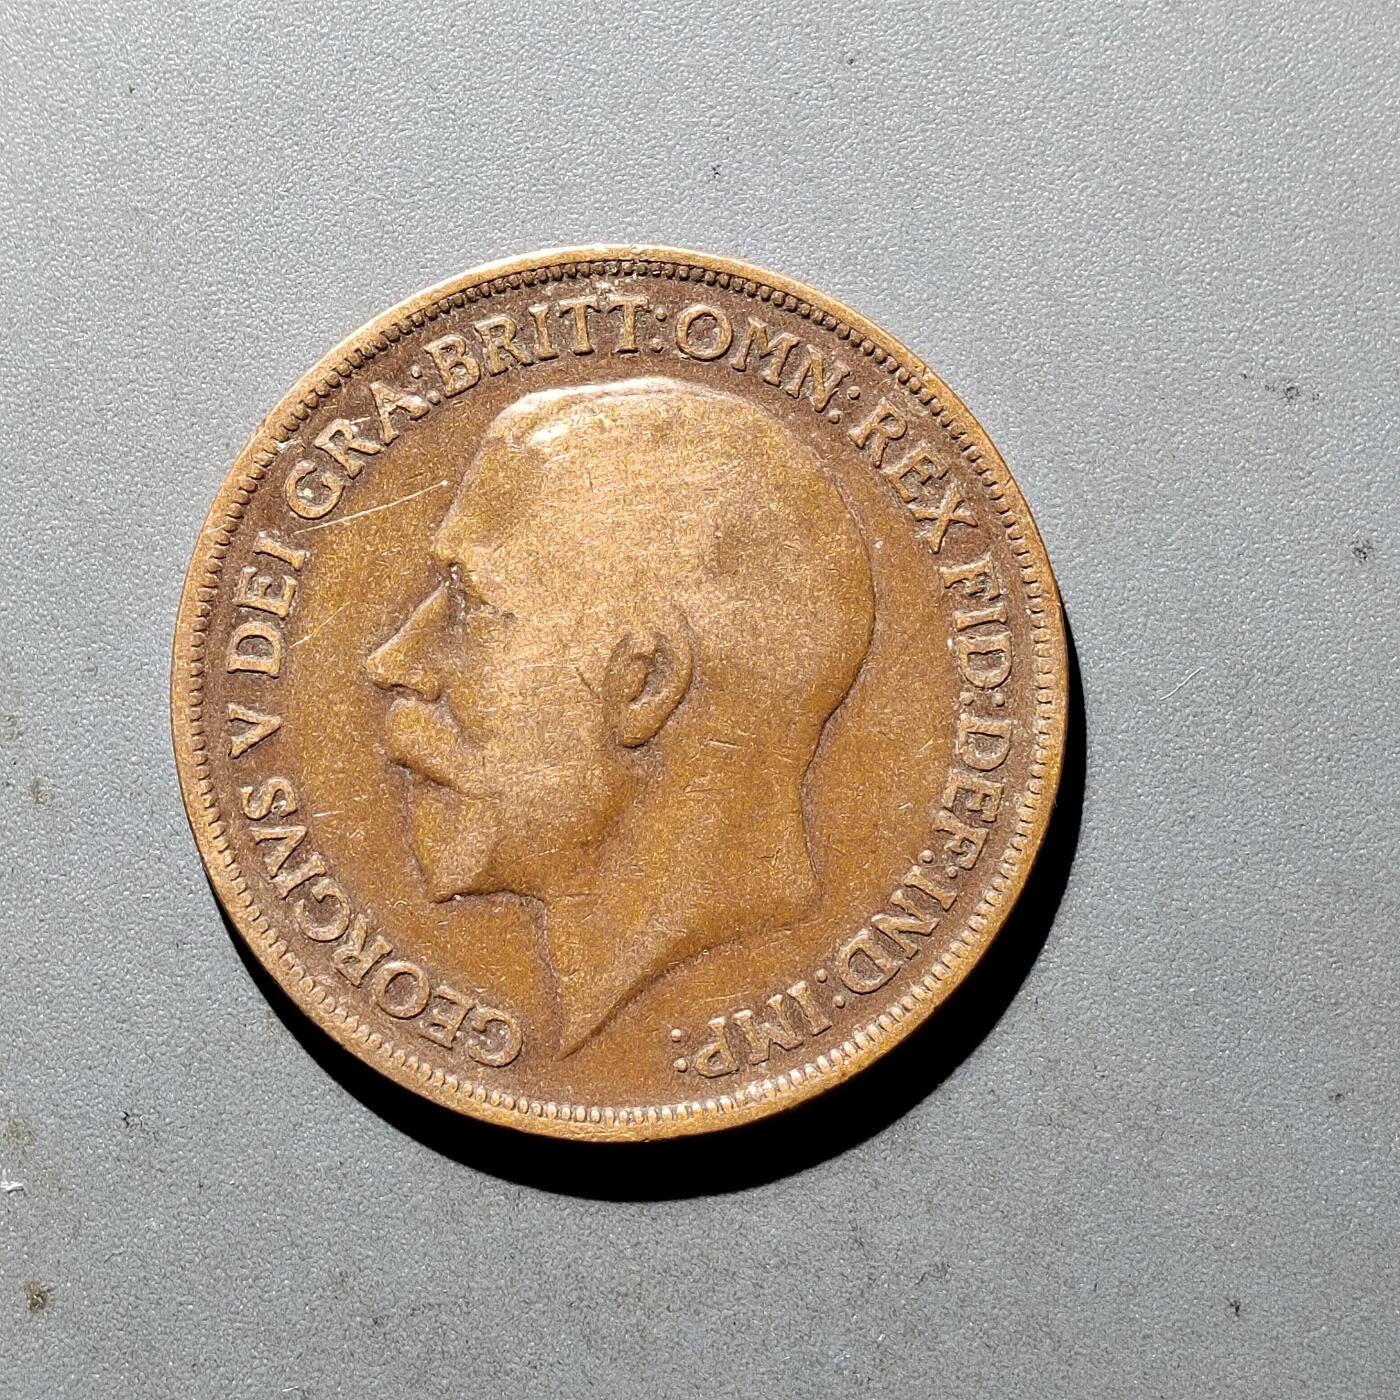 GEORGIVS V DEI GRA: BRITT: OMN: REX FID: DEF: IND: IMP: